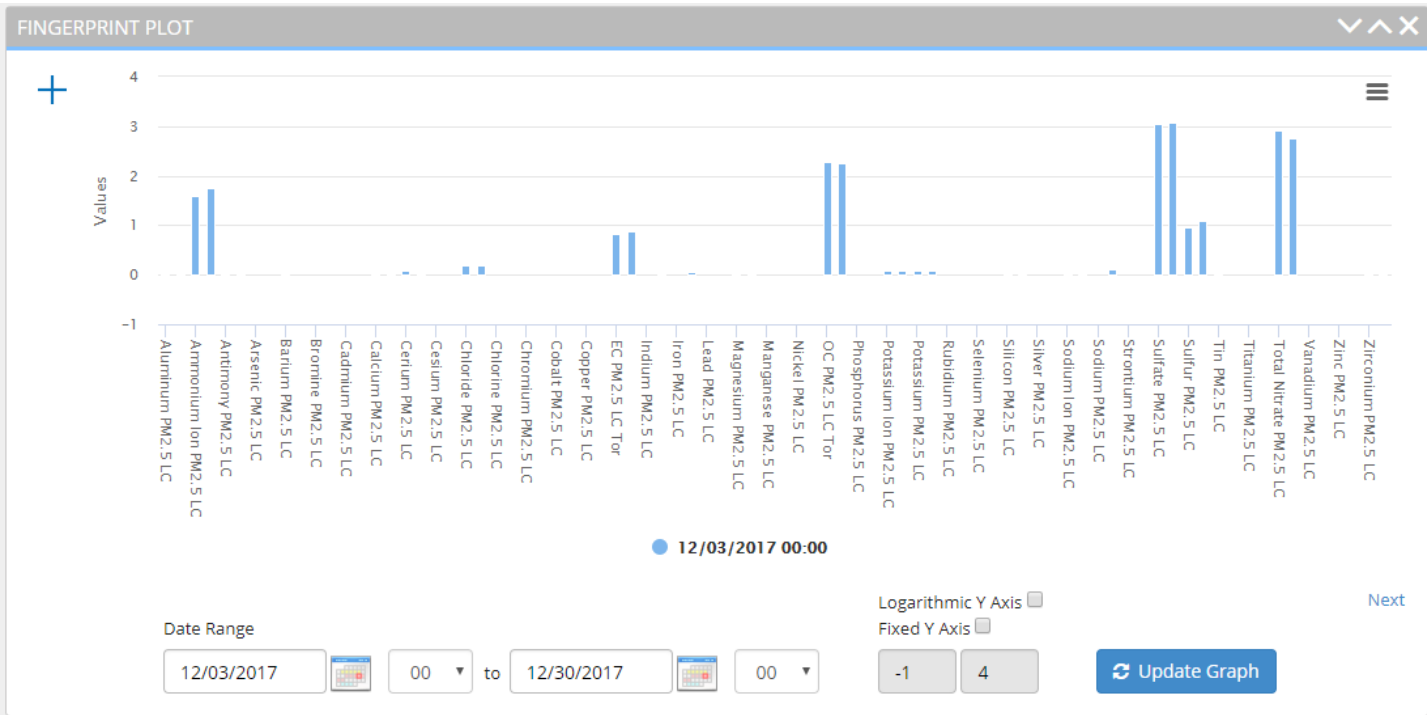 FINGERPRINT PLOT
4
3
2
1
0
-1
Values
Aluminum PM2.5 LC
Ammonium Ion PM2.5 LC
Antimony PM2.5 LC
Arsenic PM2.5 LC
Barium PM2.5 LC
Bromine PM2.5 LC
Cadmium PM2.5 LC
Calcium PM2.5 LC
Cerium PM2.5 LC
Cesium PM2.5 LC
Chloride PM2.5 LC
Chlorine PM2.5 LC
Chromium PM2.5 LC
Cobalt PM2.5 LC
Copper PM2.5 LC
EC PM2.5 LC Tor
Indium PM2.5 LC
Iron PM2.5 LC
Lead PM2.5 LC
Magnesium PM2.5 LC
Manganese PM2.5 LC
Nickel PM2.5 LC
OC PM2.5 LC Tor
Phosphorus PM2.5 LC
Potassium Ion PM2.5 LC
Potassium PM2.5 LC
Rubidium PM2.5 LC
Selenium PM2.5 LC
Silicon PM2.5 LC
Silver PM2.5 LC
Sodium Ion PM2.5 LC
Sodium PM2.5 LC
Strontium PM2.5 LC
Sulfate PM2.5 LC
Sulfur PM2.5 LC
Tin PM2.5 LC
Titanium PM2.5 LC
Total Nitrate PM2.5 LC
Vanadium PM2.5 LC
Zinc PM2.5 LC
Zirconium PM2.5 LC
12/03/2017 00:00
Logarithmic Y Axis
Next
Date Range
Fixed Y Axis
12/03/2017 00 to 12/30/2017 00 -1 4 Update Graph